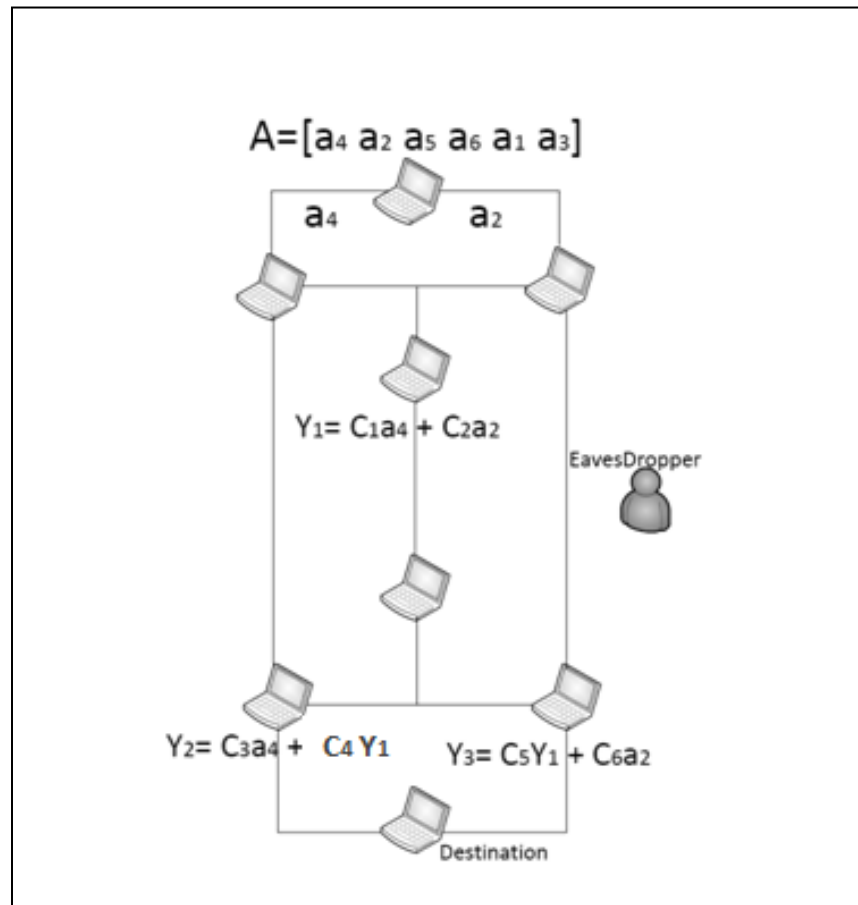 A=[a₄ a₂ a₅ a₆ a₁ a₃]
a₄ a₂
Y₁= C₁a₄ + C₂a₂
EavesDropper
Y₂= C₃a₄ + C₄ Y₁
Y₃= C₅Y₁ + C₆a₂
Destination